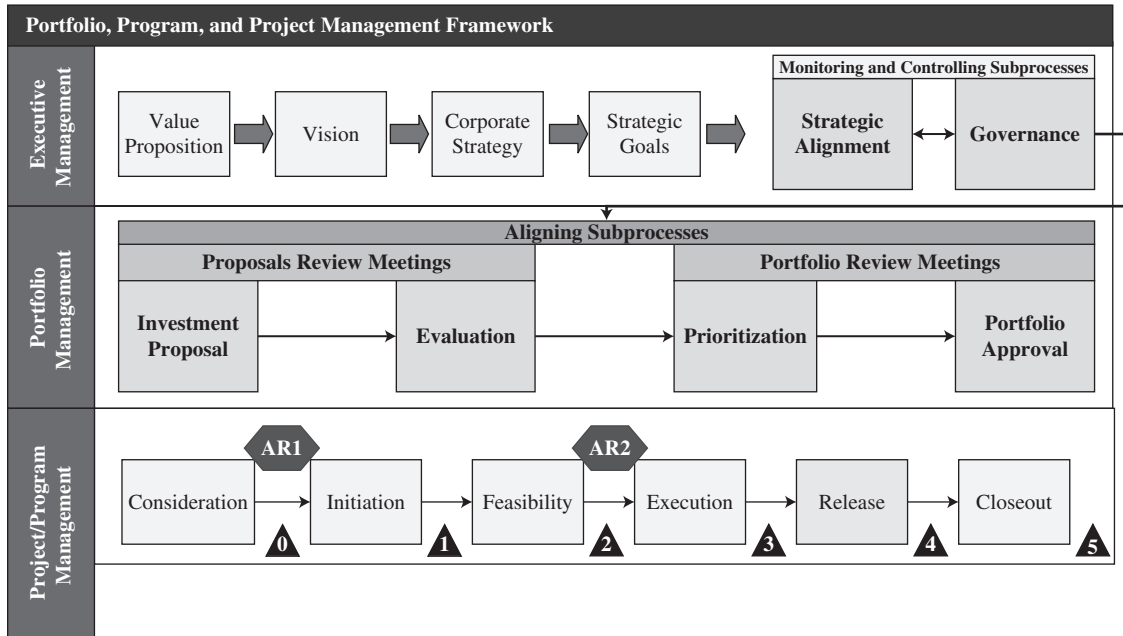 Portfolio, Program, and Project Management Framework
Executive
Management
Value
Proposition
Vision
Corporate
Strategy
Strategic
Goals
Monitoring and Controlling Subprocesses
Strategic
Alignment
Governance
Portfolio
Management
Aligning Subprocesses
Proposals Review Meetings
Portfolio Review Meetings
Investment
Proposal
Evaluation
Prioritization
Portfolio
Approval
Project/Program
Management
AR1
AR2
Consideration
Initiation
Feasibility
Execution
Release
Closeout
0
1
2
3
4
5